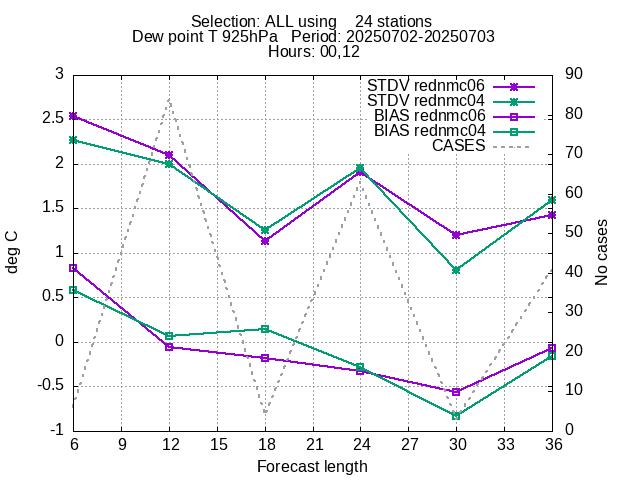 Selection: ALL using    24 stations
Dew point T 925hPa   Period: 20250702-20250703
Hours: 00,12
STDV rednmc06
STDV rednmc04
BIAS rednmc06
BIAS rednmc04
CASES
deg C
3
2.5
2
1.5
1
0.5
0
-0.5
-1
No cases
90
80
70
60
50
40
30
20
10
0
6 9 12 15 18 21 24 27 30 33 36
Forecast length